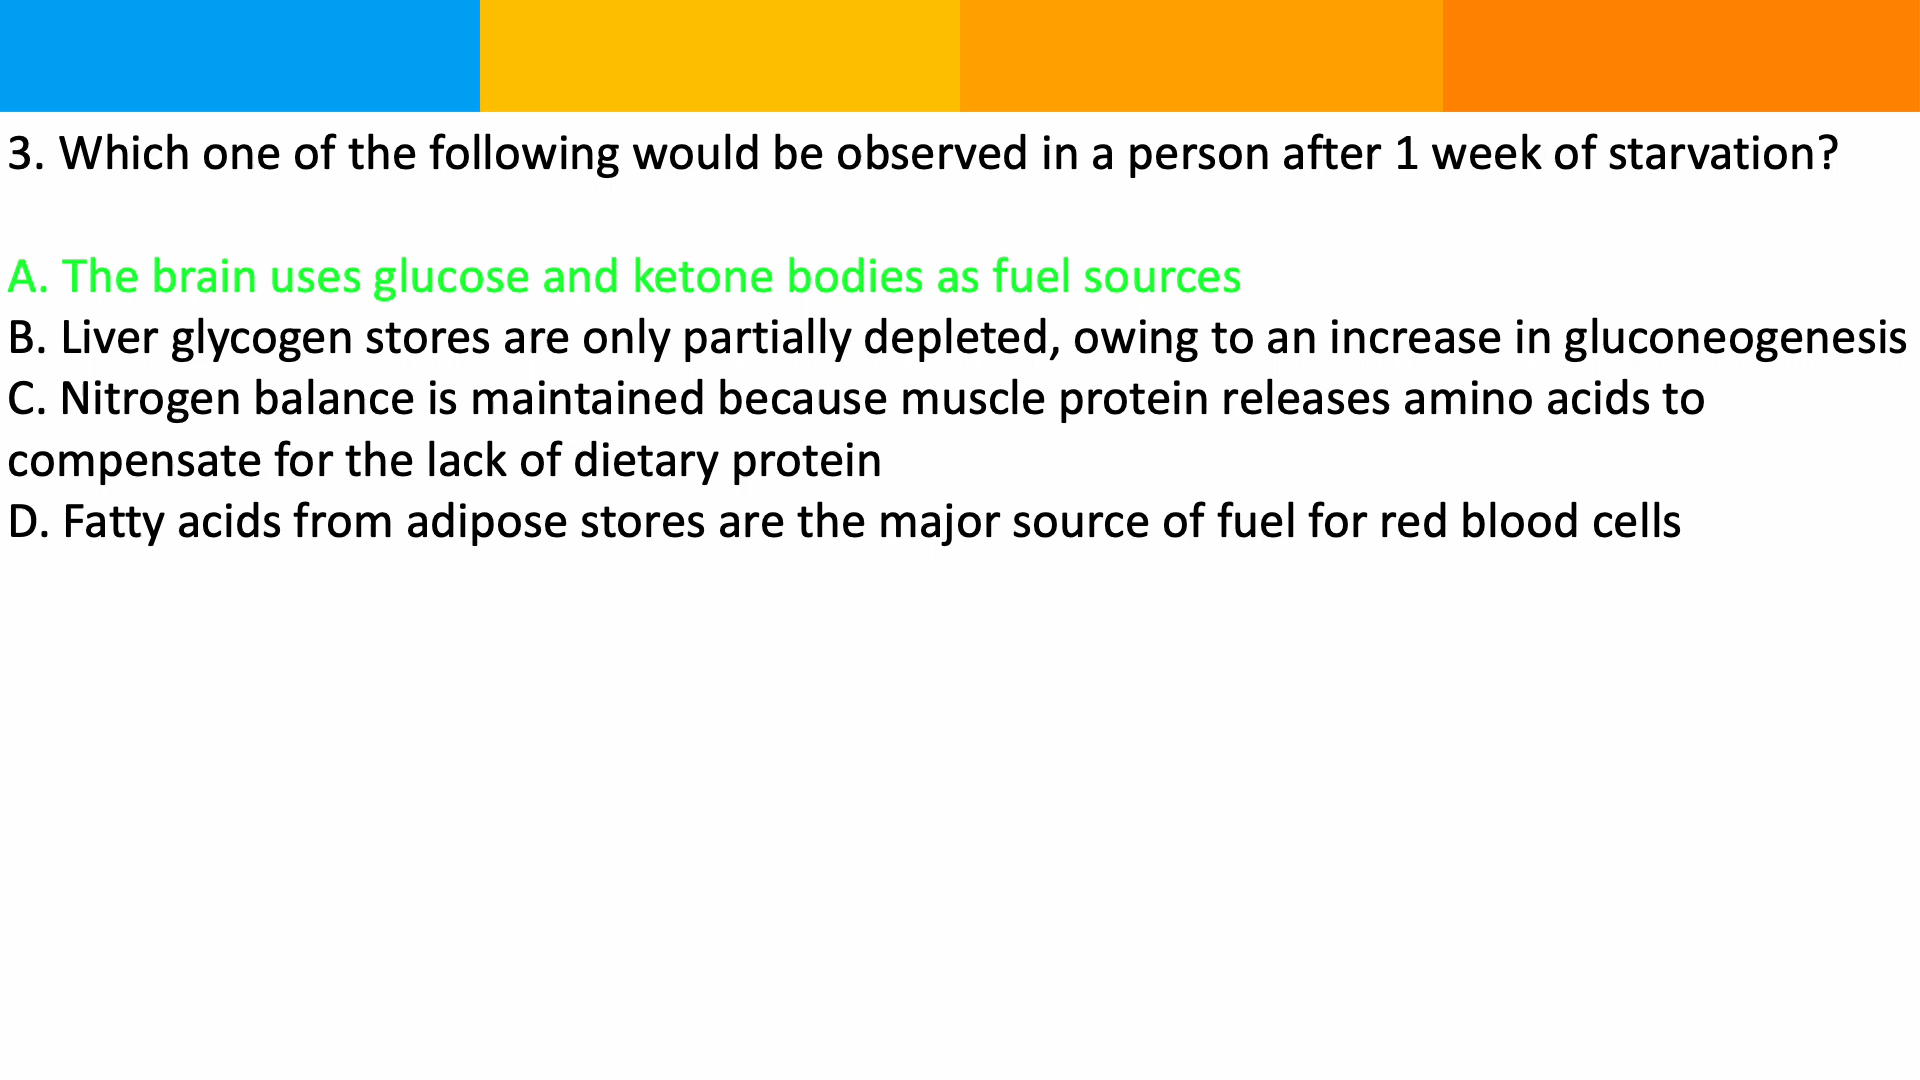 3. Which one of the following would be observed in a person after 1 week of starvation?
A. The brain uses glucose and ketone bodies as fuel sources
B. Liver glycogen stores are only partially depleted, owing to an increase in gluconeogenesis
C. Nitrogen balance is maintained because muscle protein releases amino acids to
compensate for the lack of dietary protein
D. Fatty acids from adipose stores are the major source of fuel for red blood cells